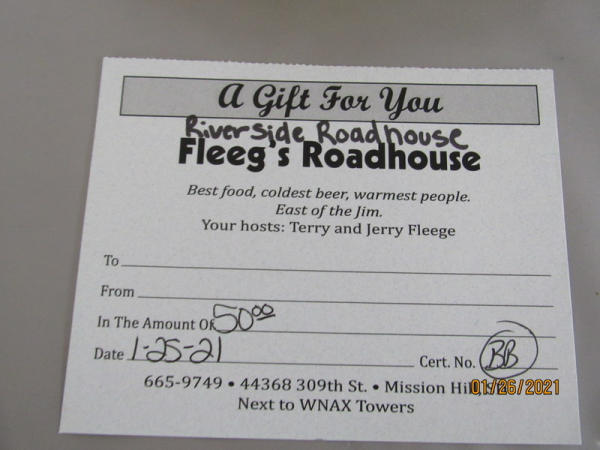 A Gift For You
Riverside Roadhouse
Fleeg's Roadhouse
Best food, coldest beer, warmest people.
East of the Jim.
Your hosts: Terry and Jerry Fleege
To
From
In The Amount Of 50 00
Date 1-25-21 Cert. No. BB
665-9749 • 44368 309th St. • Mission Hill,
01/26/2021
Next to WNAX Towers